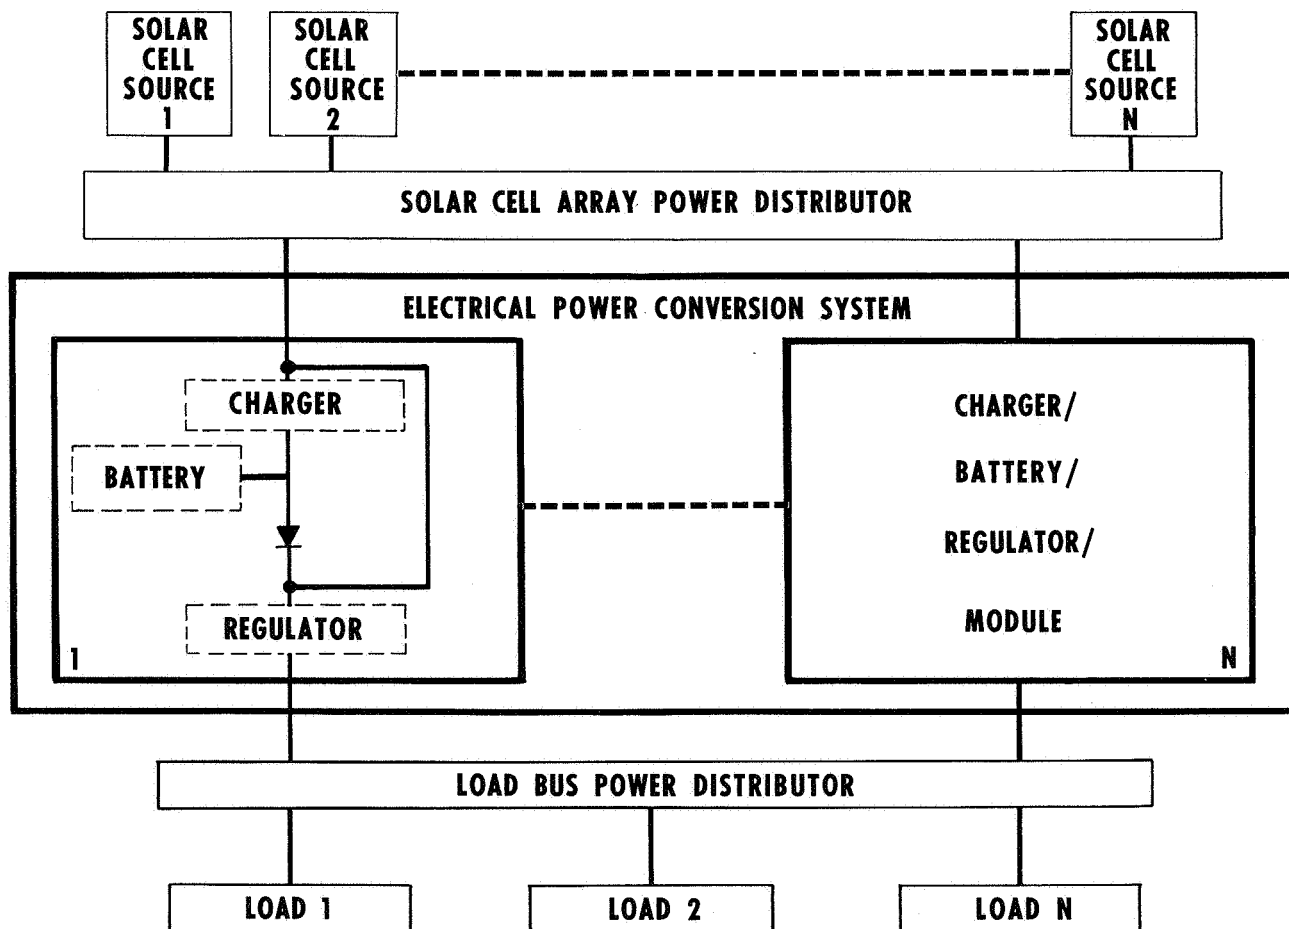 SOLAR
CELL
SOURCE
1
SOLAR
CELL
SOURCE
2
SOLAR
CELL
SOURCE
N
SOLAR CELL ARRAY POWER DISTRIBUTOR
ELECTRICAL POWER CONVERSION SYSTEM
CHARGER
BATTERY
REGULATOR
1
CHARGER/
BATTERY/
REGULATOR/
MODULE
N
LOAD BUS POWER DISTRIBUTOR
LOAD 1
LOAD 2
LOAD N